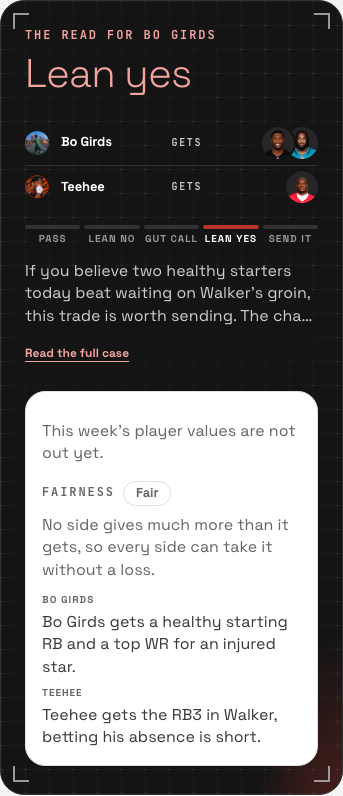 THE READ FOR BO GIRDS
Lean yes
Bo Girds GETS
Teehee GETS
PASS LEAN NO GUT CALL LEAN YES SEND IT
If you believe two healthy starters
today beat waiting on Walker's groin,
this trade is worth sending. The cha...
Read the full case
This week's player values are not
out yet.
FAIRNESS Fair
No side gives much more than it
gets, so every side can take it
without a loss.
BO GIRDS
Bo Girds gets a healthy starting
RB and a top WR for an injured
star.
TEEHEE
Teehee gets the RB3 in Walker,
betting his absence is short.